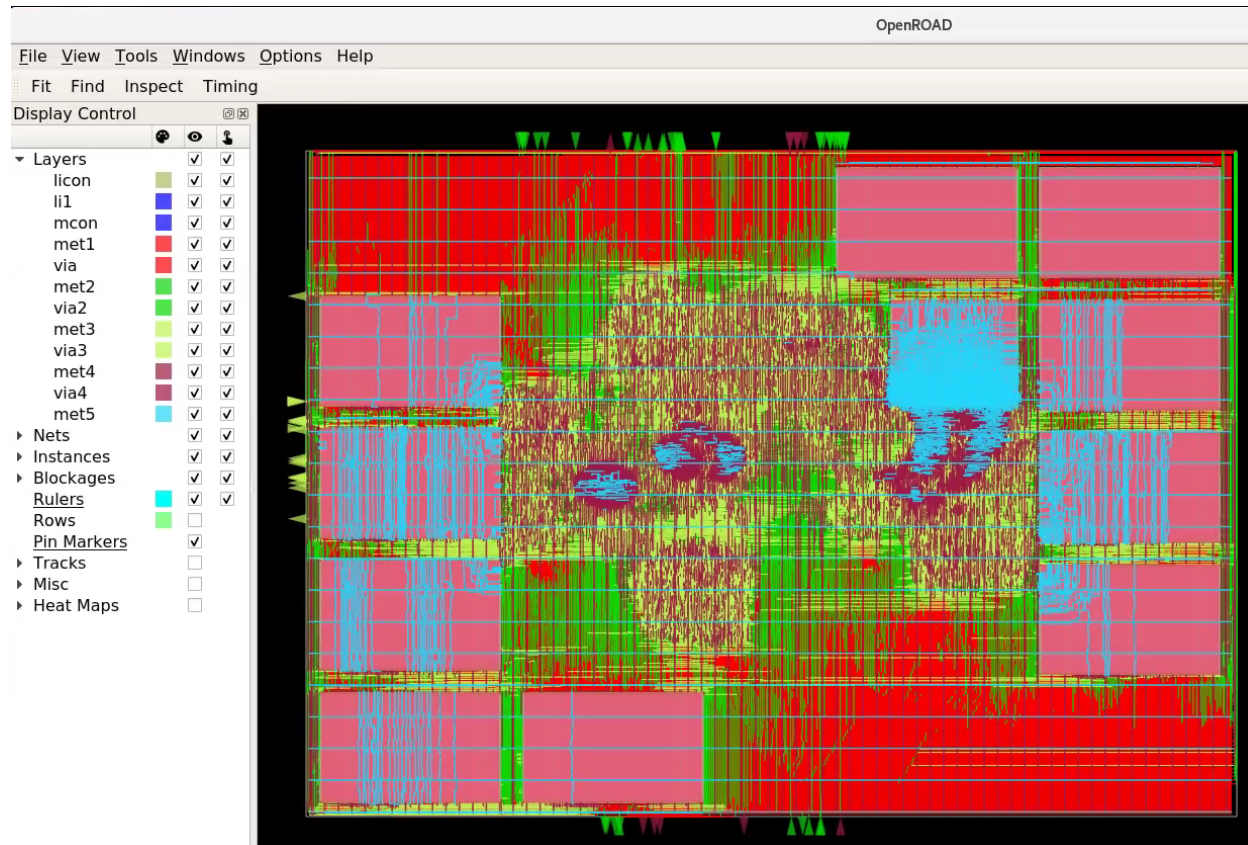 OpenROAD
File View Tools Windows Options Help
Fit Find Inspect Timing
Display Control
Layers
licon
li1
mcon
met1
via
met2
via2
met3
via3
met4
via4
met5
Nets
Instances
Blockages
Rulers
Rows
Pin Markers
Tracks
Misc
Heat Maps